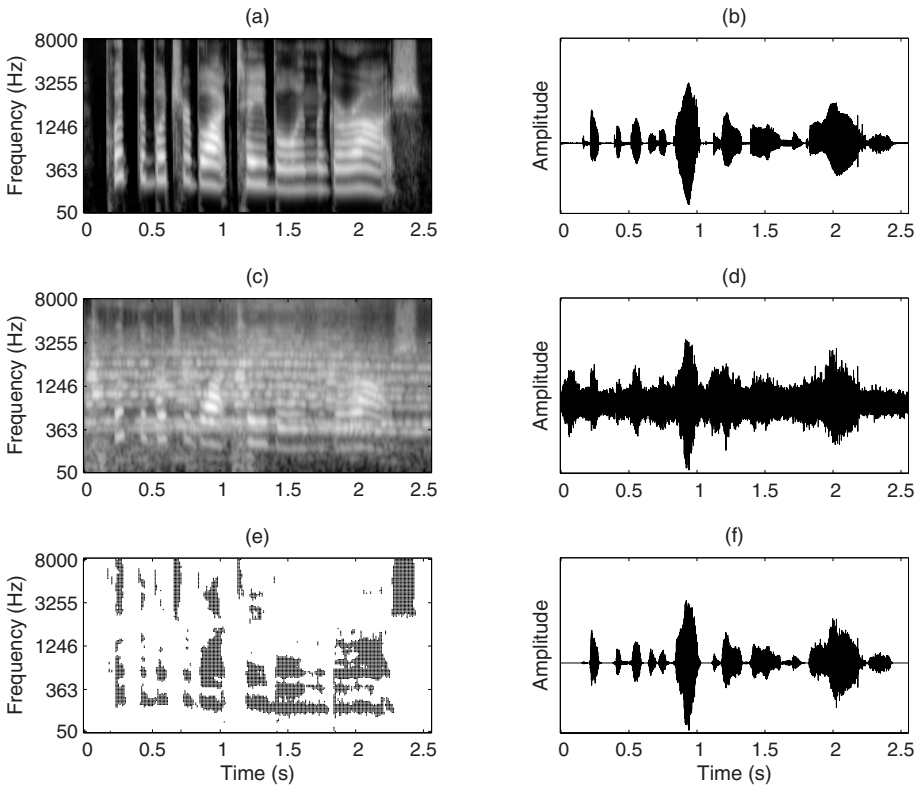 (a)
Frequency (Hz)
8000
3255
1246
363
50
0 0.5 1 1.5 2 2.5
(b)
Amplitude
0 0.5 1 1.5 2 2.5
(c)
Frequency (Hz)
8000
3255
1246
363
50
0 0.5 1 1.5 2 2.5
(d)
Amplitude
0 0.5 1 1.5 2 2.5
(e)
Frequency (Hz)
8000
3255
1246
363
50
0 0.5 1 1.5 2 2.5
Time (s)
(f)
Amplitude
0 0.5 1 1.5 2 2.5
Time (s)